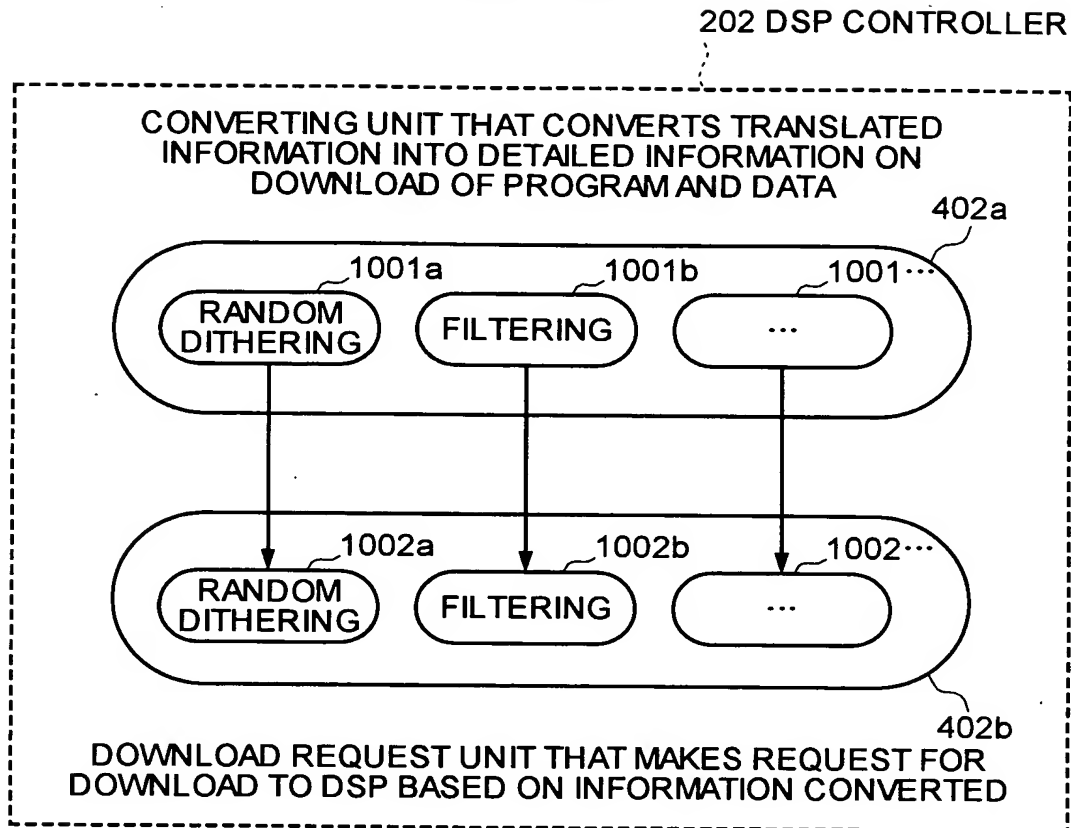 202 DSP CONTROLLER
CONVERTING UNIT THAT CONVERTS TRANSLATED
INFORMATION INTO DETAILED INFORMATION ON
DOWNLOAD OF PROGRAM AND DATA
402a
1001a
1001b
1001…
RANDOM
DITHERING
FILTERING
…
1002a
1002b
1002…
RANDOM
DITHERING
FILTERING
…
402b
DOWNLOAD REQUEST UNIT THAT MAKES REQUEST FOR
DOWNLOAD TO DSP BASED ON INFORMATION CONVERTED